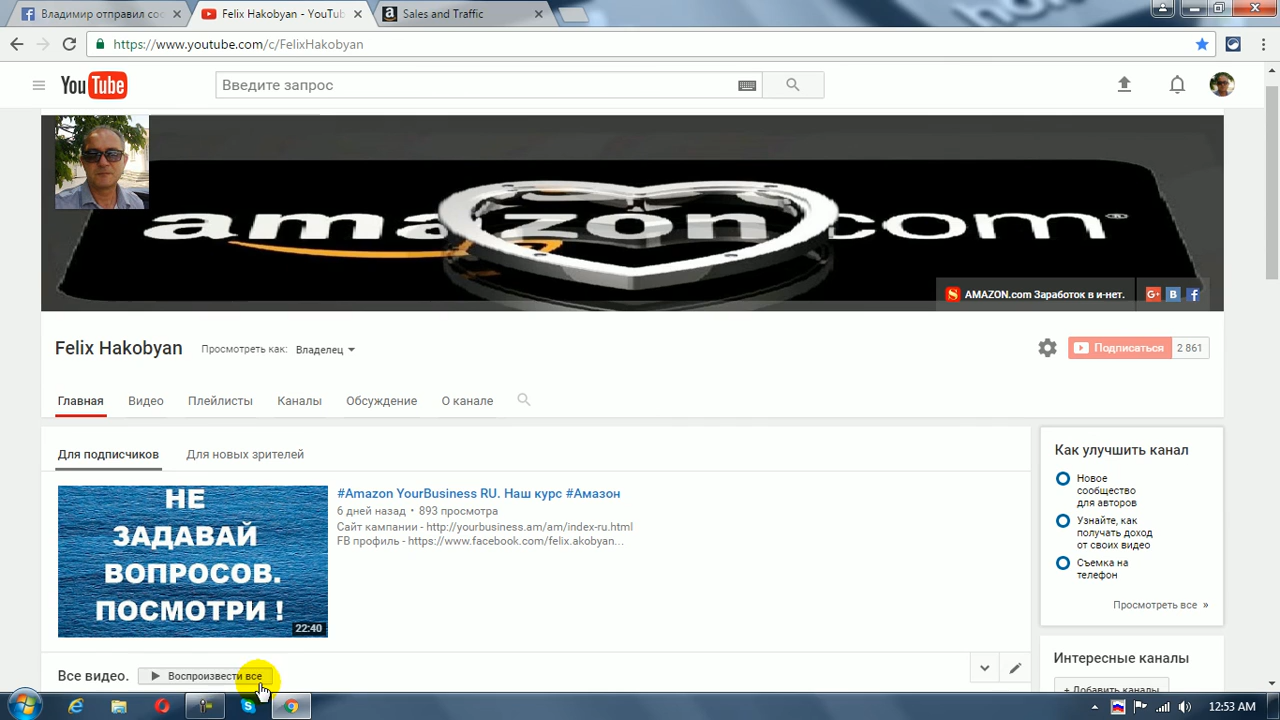 Владимир отправил соо
Felix Hakobyan - YouTub
Sales and Traffic
https://www.youtube.com/c/FelixHakobyan
YouTube
Введите запрос
amazon.com®
AMAZON.com Заработок в и-нет.
G+ B f
Felix Hakobyan
Просмотреть как: Владелец
Подписаться 2 861
Главная Видео Плейлисты Каналы Обсуждение О канале
Для подписчиков Для новых зрителей
НЕ
ЗАДАВАЙ
ВОПРОСОВ.
ПОСМОТРИ !
22:40
#Amazon YourBusiness RU. Наш курс #Амазон
6 дней назад • 893 просмотра
Сайт кампании - http://yourbusiness.am/am/index-ru.html
FB профиль - https://www.facebook.com/felix.akobyan...
Как улучшить канал
Новое
сообщество
для авторов
Узнайте, как
получать доход
от своих видео
Съемка на
телефон
Просмотреть все »
Все видео. Воспроизвести все
Интересные каналы
+ Добавить каналы
12:53 AM